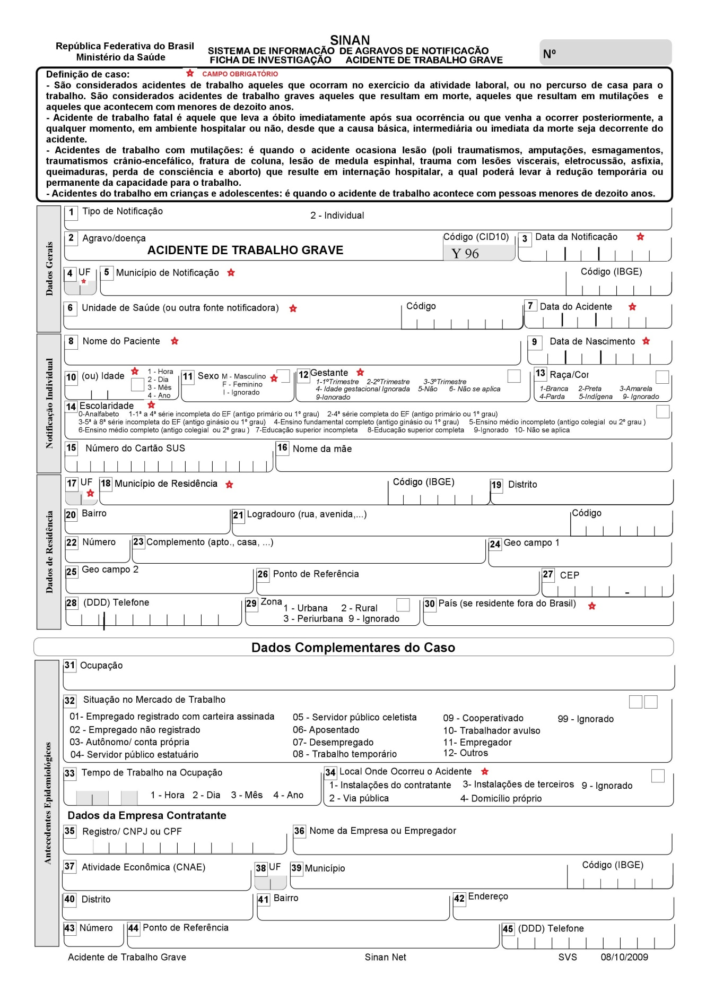 SINAN
República Federativa do Brasil
Ministério da Saúde
SISTEMA DE INFORMAÇÃO DE AGRAVOS DE NOTIFICAÇÃO
FICHA DE INVESTIGAÇÃO ACIDENTE DE TRABALHO GRAVE
Nº
Definição de caso: CAMPO OBRIGATÓRIO
- São considerados acidentes de trabalho aqueles que ocorram no exercício da atividade laboral, ou no percurso de casa para o
trabalho. São considerados acidentes de trabalho graves aqueles que resultam em morte, aqueles que resultam em mutilações e
aqueles que acontecem com menores de dezoito anos.
- Acidente de trabalho fatal é aquele que leva a óbito imediatamente após sua ocorrência ou que venha a ocorrer posteriormente, a
qualquer momento, em ambiente hospitalar ou não, desde que a causa básica, intermediária ou imediata da morte seja decorrente do
acidente.
- Acidentes de trabalho com mutilações: é quando o acidente ocasiona lesão (poli traumatismos, amputações, esmagamentos,
traumatismos crânio-encefálico, fratura de coluna, lesão de medula espinhal, trauma com lesões viscerais, eletrocussão, asfixia,
queimaduras, perda de consciência e aborto) que resulte em internação hospitalar, a qual poderá levar à redução temporária ou
permanente da capacidade para o trabalho.
- Acidentes do trabalho em crianças e adolescentes: é quando o acidente de trabalho acontece com pessoas menores de dezoito anos.
Dados Gerais
1 Tipo de Notificação
2 - Individual
2 Agravo/doença
ACIDENTE DE TRABALHO GRAVE
Código (CID10)
Y 96
3 Data da Notificação
4 UF
5 Município de Notificação
Código (IBGE)
6 Unidade de Saúde (ou outra fonte notificadora)
Código
7 Data do Acidente
Notificação Individual
8 Nome do Paciente
9 Data de Nascimento
10 (ou) Idade
1 - Hora
2 - Dia
3 - Mês
4 - Ano
11 Sexo M - Masculino
F - Feminino
I - Ignorado
12 Gestante
1-1ºTrimestre 2-2ºTrimestre 3-3ºTrimestre
4- Idade gestacional Ignorada 5-Não 6- Não se aplica
9-Ignorado
13 Raça/Cor
1-Branca 2-Preta 3-Amarela
4-Parda 5-Indígena 9- Ignorado
14 Escolaridade
0-Analfabeto 1-1ª a 4ª série incompleta do EF (antigo primário ou 1º grau) 2-4ª série completa do EF (antigo primário ou 1º grau)
3-5ª à 8ª série incompleta do EF (antigo ginásio ou 1º grau) 4-Ensino fundamental completo (antigo ginásio ou 1º grau) 5-Ensino médio incompleto (antigo colegial ou 2º grau )
6-Ensino médio completo (antigo colegial ou 2º grau ) 7-Educação superior incompleta 8-Educação superior completa 9-Ignorado 10- Não se aplica
15 Número do Cartão SUS
16 Nome da mãe
Dados de Residência
17 UF
18 Município de Residência
Código (IBGE)
19 Distrito
20 Bairro
21 Logradouro (rua, avenida,...)
Código
22 Número
23 Complemento (apto., casa, ...)
24 Geo campo 1
25 Geo campo 2
26 Ponto de Referência
27 CEP
-
28 (DDD) Telefone
29 Zona
1 - Urbana 2 - Rural
3 - Periurbana 9 - Ignorado
30 País (se residente fora do Brasil)
Dados Complementares do Caso
Antecedentes Epidemiológicos
31 Ocupação
32 Situação no Mercado de Trabalho
01- Empregado registrado com carteira assinada
02 - Empregado não registrado
03- Autônomo/ conta própria
04- Servidor público estatuário
05 - Servidor público celetista
06- Aposentado
07- Desempregado
08 - Trabalho temporário
09 - Cooperativado
10- Trabalhador avulso
11- Empregador
12- Outros
99 - Ignorado
33 Tempo de Trabalho na Ocupação
1 - Hora 2 - Dia 3 - Mês 4 - Ano
34 Local Onde Ocorreu o Acidente
1- Instalações do contratante 3- Instalações de terceiros 9 - Ignorado
2 - Via pública 4- Domicílio próprio
Dados da Empresa Contratante
35 Registro/ CNPJ ou CPF
36 Nome da Empresa ou Empregador
37 Atividade Econômica (CNAE)
38 UF
39 Município
Código (IBGE)
40 Distrito
41 Bairro
42 Endereço
43 Número
44 Ponto de Referência
45 (DDD) Telefone
Acidente de Trabalho Grave Sinan Net SVS 08/10/2009